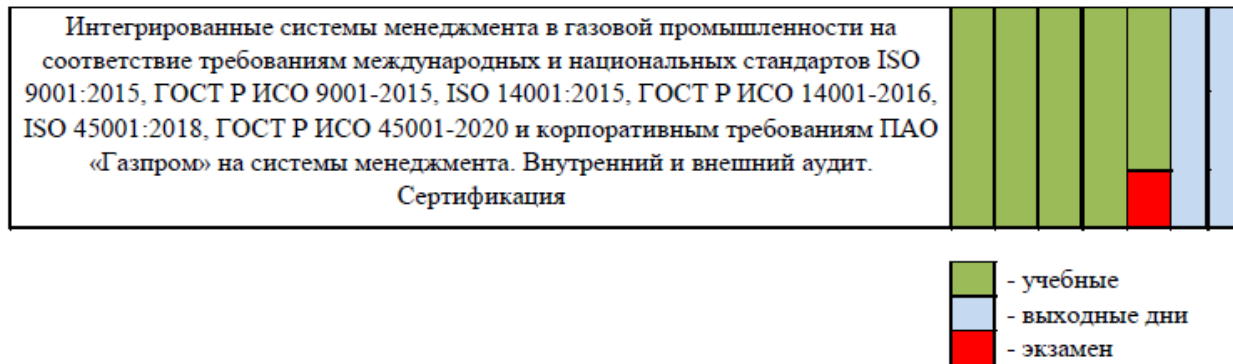 Интегрированные системы менеджмента в газовой промышленности на
соответствие требованиям международных и национальных стандартов ISO
9001:2015, ГОСТ Р ИСО 9001-2015, ISO 14001:2015, ГОСТ Р ИСО 14001-2016,
ISO 45001:2018, ГОСТ Р ИСО 45001-2020 и корпоративным требованиям ПАО
«Газпром» на системы менеджмента. Внутренний и внешний аудит.
Сертификация
- учебные
- выходные дни
- экзамен